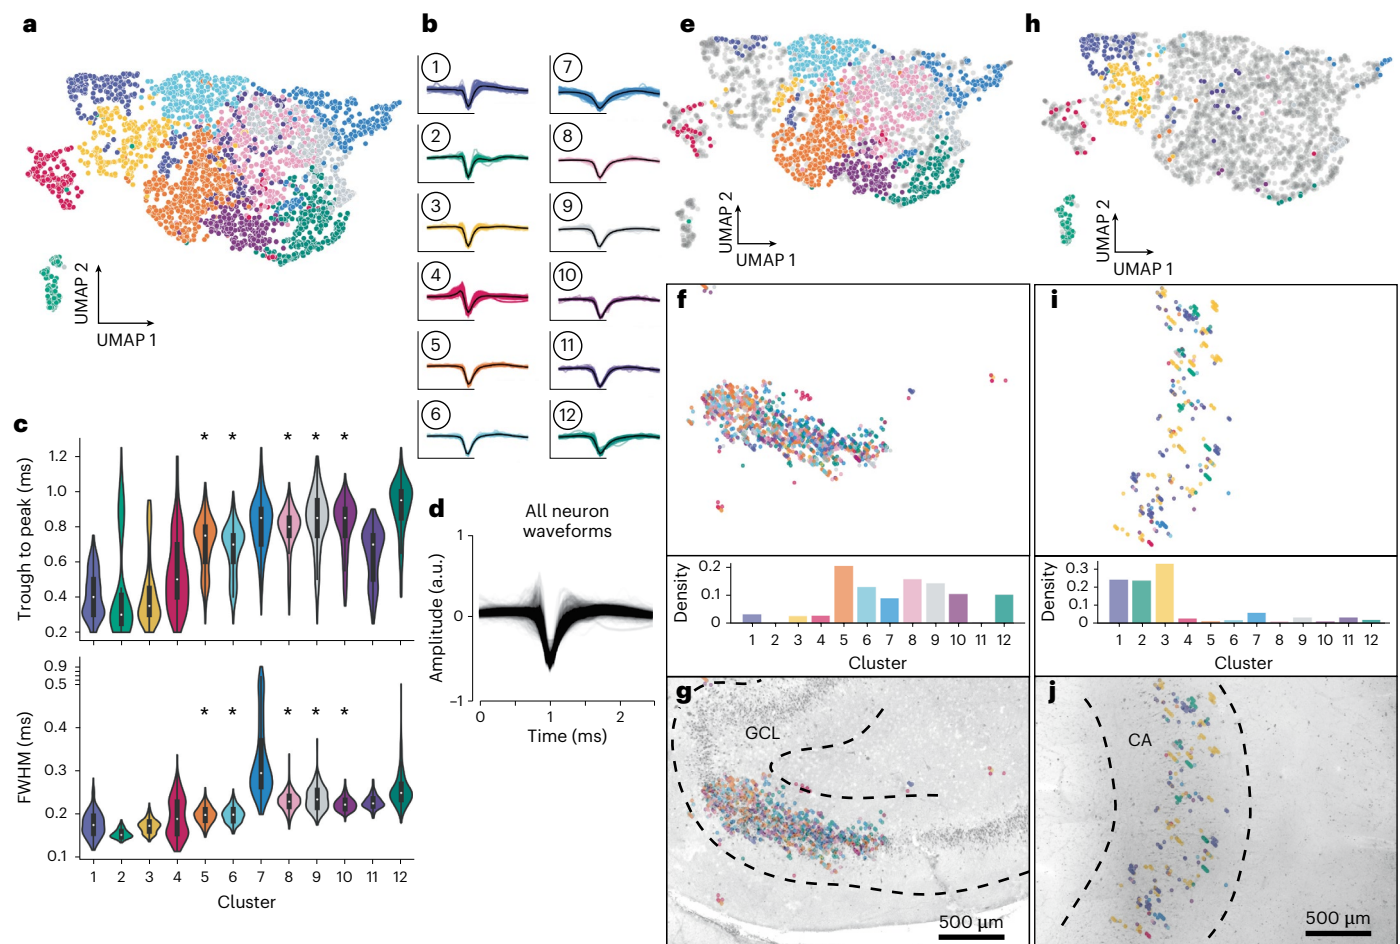 a
UMAP 2
UMAP 1
b
1
7
2
8
3
9
4
10
5
11
6
12
c
Trough to peak (ms)
1.2
1.0
0.8
0.6
0.4
0.2
* * * * *
FWHM (ms)
0.9
0.5
0.4
0.3
0.2
0.1
* * * * *
1 2 3 4 5 6 7 8 9 10 11 12
Cluster
d
All neuron
waveforms
Amplitude (a.u.)
1
0
−1
0 1 2
Time (ms)
e
UMAP 2
UMAP 1
f
Density
0.2
0.1
0
1 2 3 4 5 6 7 8 9 10 11 12
Cluster
g
GCL
500 µm
h
UMAP 2
UMAP 1
i
Density
0.3
0.2
0.1
0
1 2 3 4 5 6 7 8 9 10 11 12
Cluster
j
CA
500 µm